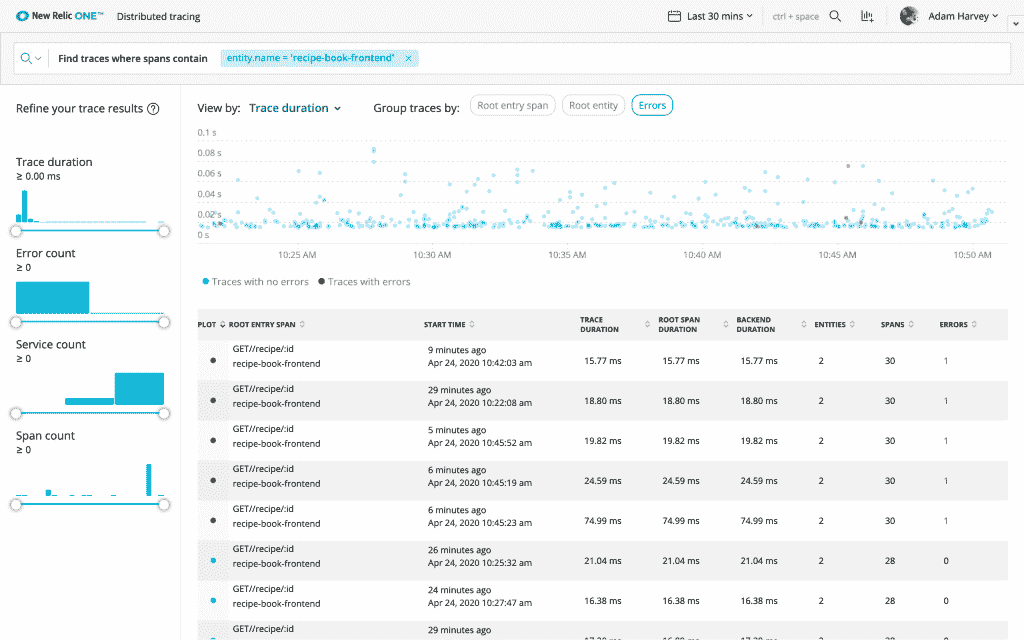 New Relic ONE™ Distributed tracing Last 30 mins ctrl + space Adam Harvey
Find traces where spans contain entity.name = 'recipe-book-frontend' ×
Refine your trace results ?
View by: Trace duration Group traces by: Root entry span Root entity Errors
Trace duration
≥ 0.00 ms
Error count
≥ 0
Service count
≥ 0
Span count
≥ 0
0.1 s
0.08 s
0.06 s
0.04 s
0.02 s
0 s
10:25 AM 10:30 AM 10:35 AM 10:40 AM 10:45 AM 10:50 AM
Traces with no errors Traces with errors
PLOT ROOT ENTRY SPAN START TIME TRACE DURATION ROOT SPAN DURATION BACKEND DURATION ENTITIES SPANS ERRORS
GET//recipe/:id 9 minutes ago
recipe-book-frontend Apr 24, 2020 10:42:03 am 15.77 ms 15.77 ms 15.77 ms 2 30 1
GET//recipe/:id 29 minutes ago
recipe-book-frontend Apr 24, 2020 10:22:08 am 18.80 ms 18.80 ms 18.80 ms 2 30 1
GET//recipe/:id 5 minutes ago
recipe-book-frontend Apr 24, 2020 10:45:52 am 19.82 ms 19.82 ms 19.82 ms 2 30 1
GET//recipe/:id 6 minutes ago
recipe-book-frontend Apr 24, 2020 10:45:19 am 24.59 ms 24.59 ms 24.59 ms 2 30 1
GET//recipe/:id 6 minutes ago
recipe-book-frontend Apr 24, 2020 10:45:23 am 74.99 ms 74.99 ms 74.99 ms 2 30 1
GET//recipe/:id 26 minutes ago
recipe-book-frontend Apr 24, 2020 10:25:32 am 21.04 ms 21.04 ms 21.04 ms 2 28 0
GET//recipe/:id 24 minutes ago
recipe-book-frontend Apr 24, 2020 10:27:47 am 16.38 ms 16.38 ms 16.38 ms 2 28 0
GET//recipe/:id 29 minutes ago